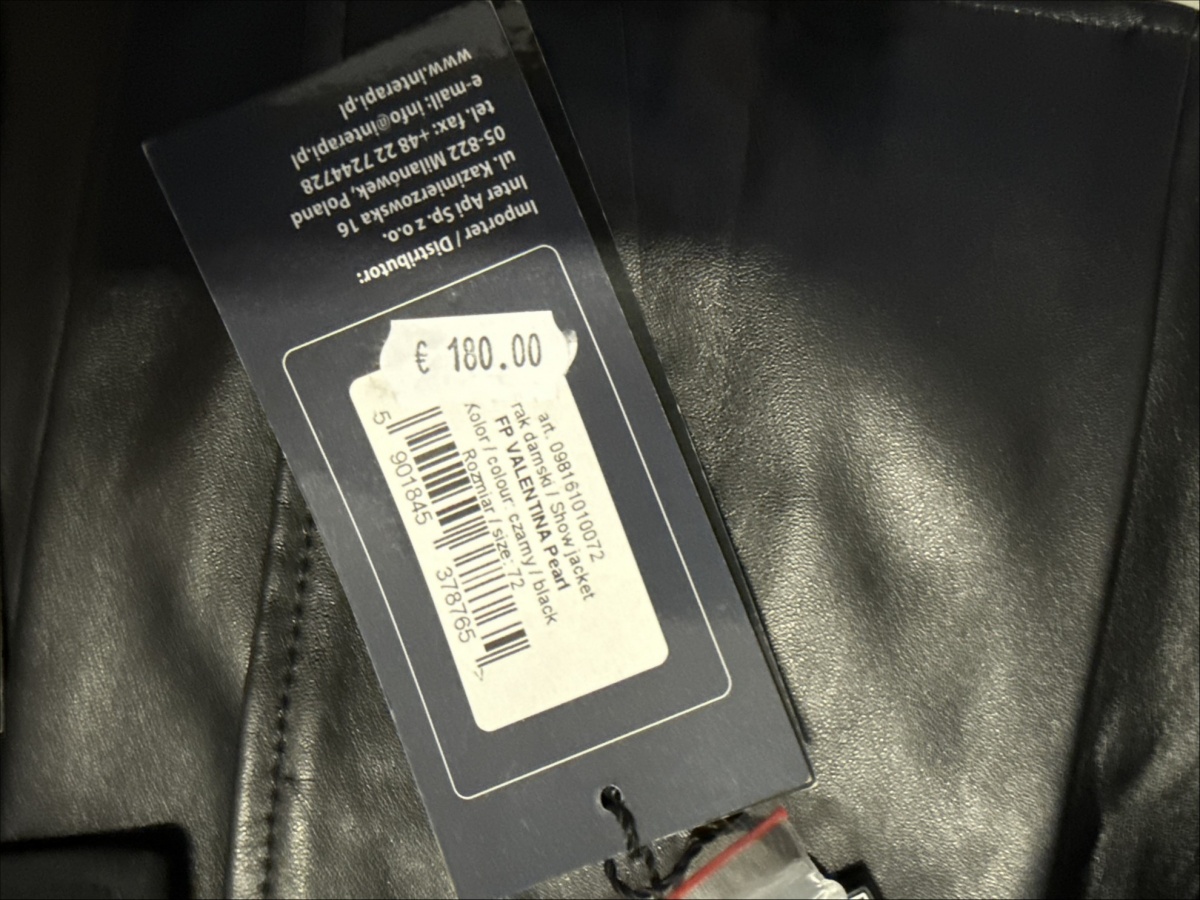 Importer / Distributor:
Inter Api Sp. z o.o.
ul. Kazimierzowska 16
05-822 Milanówek, Poland
tel. fax: +48 22 7244728
e-mail: info@interapi.pl
www.interapi.pl
€ 180.00
art. 098161010072
rak damski / Show jacket
FP VALENTINA Pearl
Kolor / colour: czarny / black
Rozmiar / size: 72
5 901845 378765 >